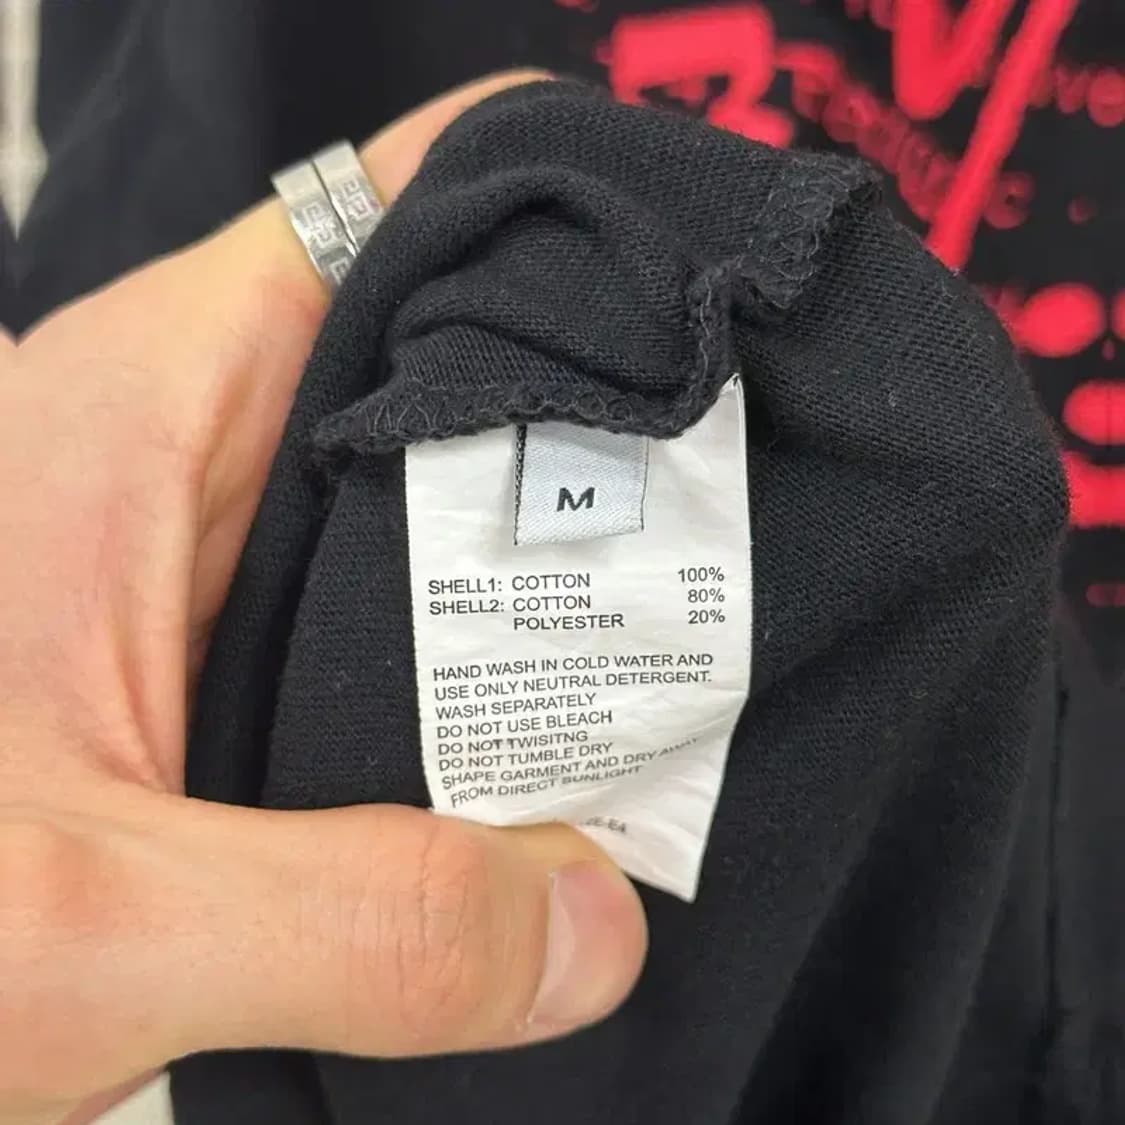 M
SHELL1: COTTON 100%
SHELL2: COTTON 80%
POLYESTER 20%
HAND WASH IN COLD WATER AND
USE ONLY NEUTRAL DETERGENT.
WASH SEPARATELY
DO NOT USE BLEACH
DO NOT TWISITNG
DO NOT TUMBLE DRY
SHAPE GARMENT AND DRY AWAY
FROM DIRECT SUNLIGHT